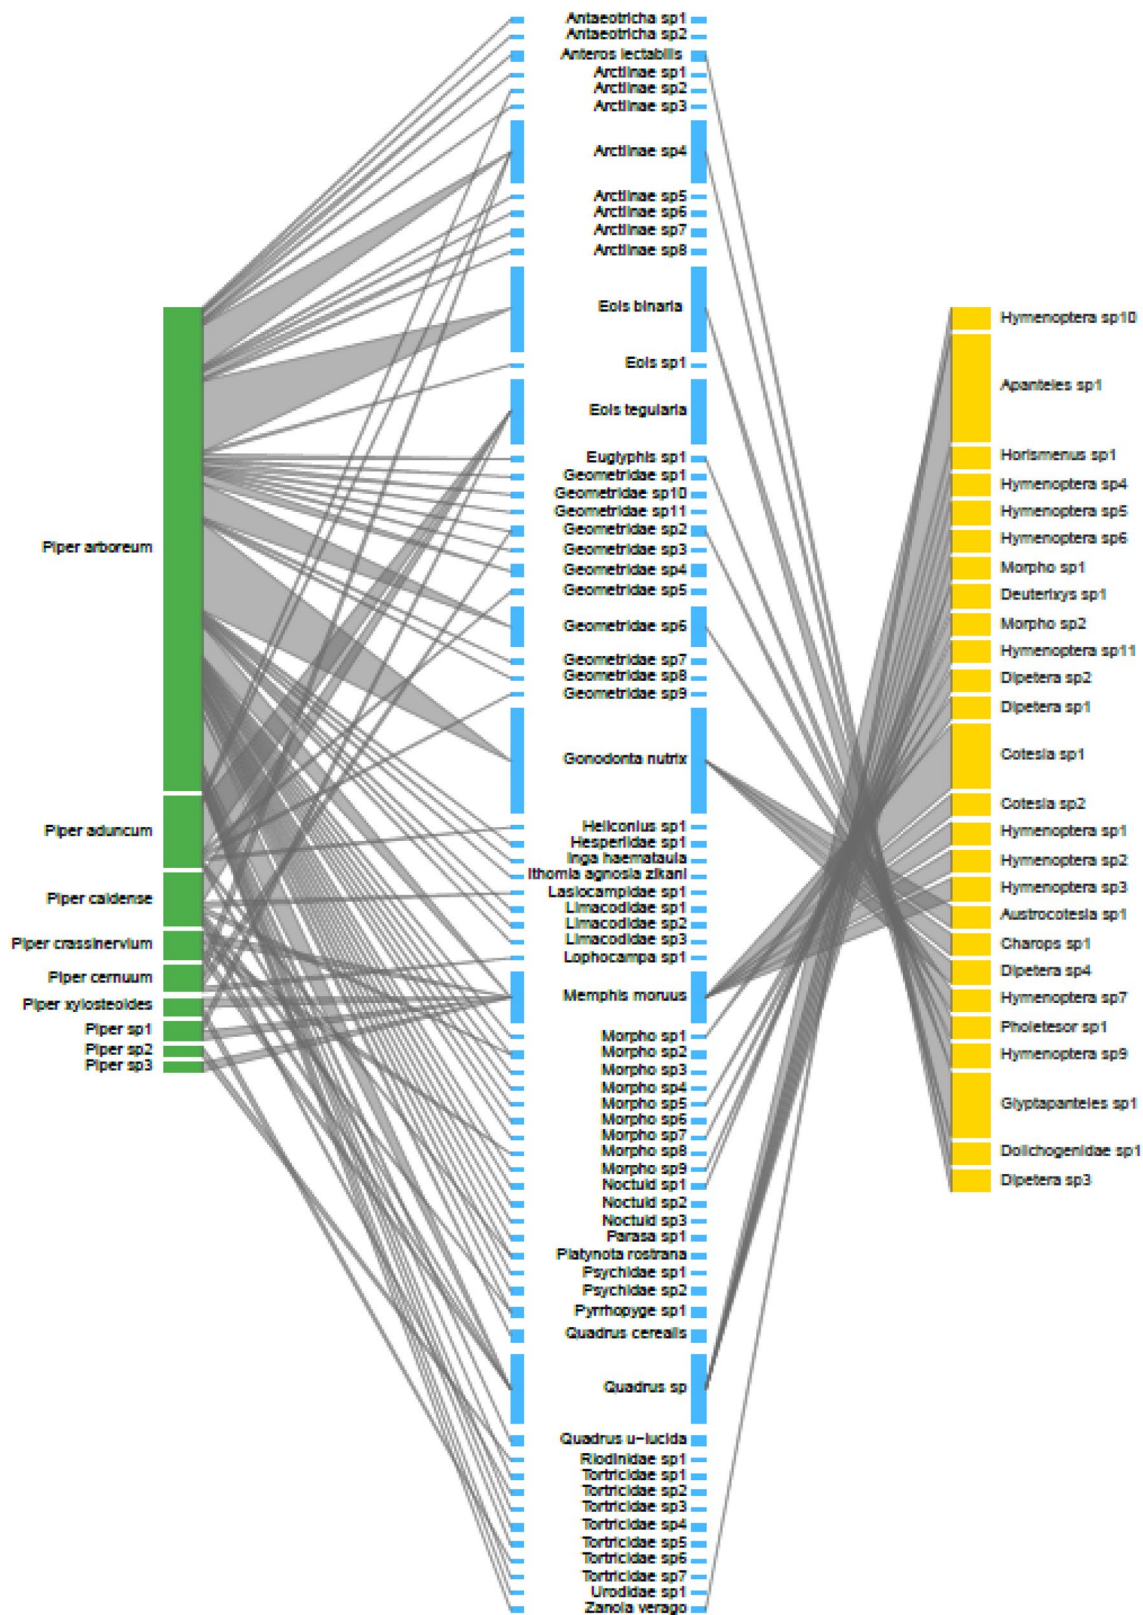 Piper arboreum
Piper aduncum
Piper caldense
Piper crassinervium
Piper cernuum
Piper xylosteoides
Piper sp1
Piper sp2
Piper sp3
Antaeotricha sp1
Antaeotricha sp2
Anteros lectabilis
Arctiinae sp1
Arctiinae sp2
Arctiinae sp3
Arctiinae sp4
Arctiinae sp5
Arctiinae sp6
Arctiinae sp7
Arctiinae sp8
Eois binaria
Eois sp1
Eois tegularia
Euglyphis sp1
Geometridae sp1
Geometridae sp10
Geometridae sp11
Geometridae sp2
Geometridae sp3
Geometridae sp4
Geometridae sp5
Geometridae sp6
Geometridae sp7
Geometridae sp8
Geometridae sp9
Gonodonta nutrix
Heliconius sp1
Hesperiidae sp1
Inga haemataula
Ithomia agnosia zikani
Lasiocampidae sp1
Limacodidae sp1
Limacodidae sp2
Limacodidae sp3
Lophocampa sp1
Memphis moruus
Morpho sp1
Morpho sp2
Morpho sp3
Morpho sp4
Morpho sp5
Morpho sp6
Morpho sp7
Morpho sp8
Morpho sp9
Noctuid sp1
Noctuid sp2
Noctuid sp3
Parasa sp1
Platynota rostrana
Psychidae sp1
Psychidae sp2
Pyrrhopyge sp1
Quadrus cerealis
Quadrus sp
Quadrus u-lucida
Riodinidae sp1
Tortricidae sp1
Tortricidae sp2
Tortricidae sp3
Tortricidae sp4
Tortricidae sp5
Tortricidae sp6
Tortricidae sp7
Urodidae sp1
Zanola verago
Hymenoptera sp10
Apanteles sp1
Horismenus sp1
Hymenoptera sp4
Hymenoptera sp5
Hymenoptera sp6
Morpho sp1
Deuterixys sp1
Morpho sp2
Hymenoptera sp11
Dipetera sp2
Dipetera sp1
Cotesia sp1
Cotesia sp2
Hymenoptera sp1
Hymenoptera sp2
Hymenoptera sp3
Austrocotesia sp1
Charops sp1
Dipetera sp4
Hymenoptera sp7
Pholetesor sp1
Hymenoptera sp9
Glyptapanteles sp1
Dolichogenidae sp1
Dipetera sp3